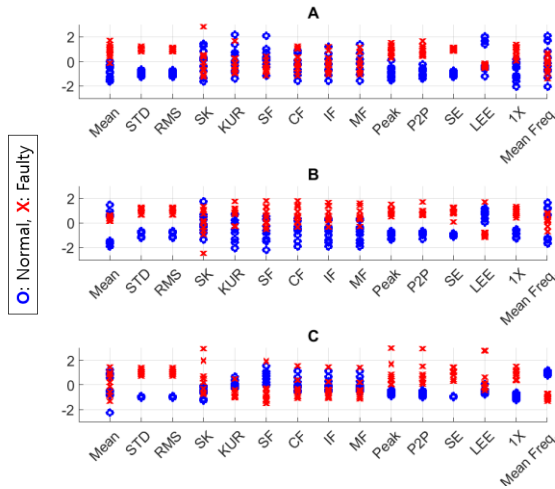 A
2
0
-2
Mean STD RMS SK KUR SF CF IF MF Peak P2P SE LEE 1X Mean Freq
O: Normal, X: Faulty
B
2
0
-2
Mean STD RMS SK KUR SF CF IF MF Peak P2P SE LEE 1X Mean Freq
C
2
0
-2
Mean STD RMS SK KUR SF CF IF MF Peak P2P SE LEE 1X Mean Freq